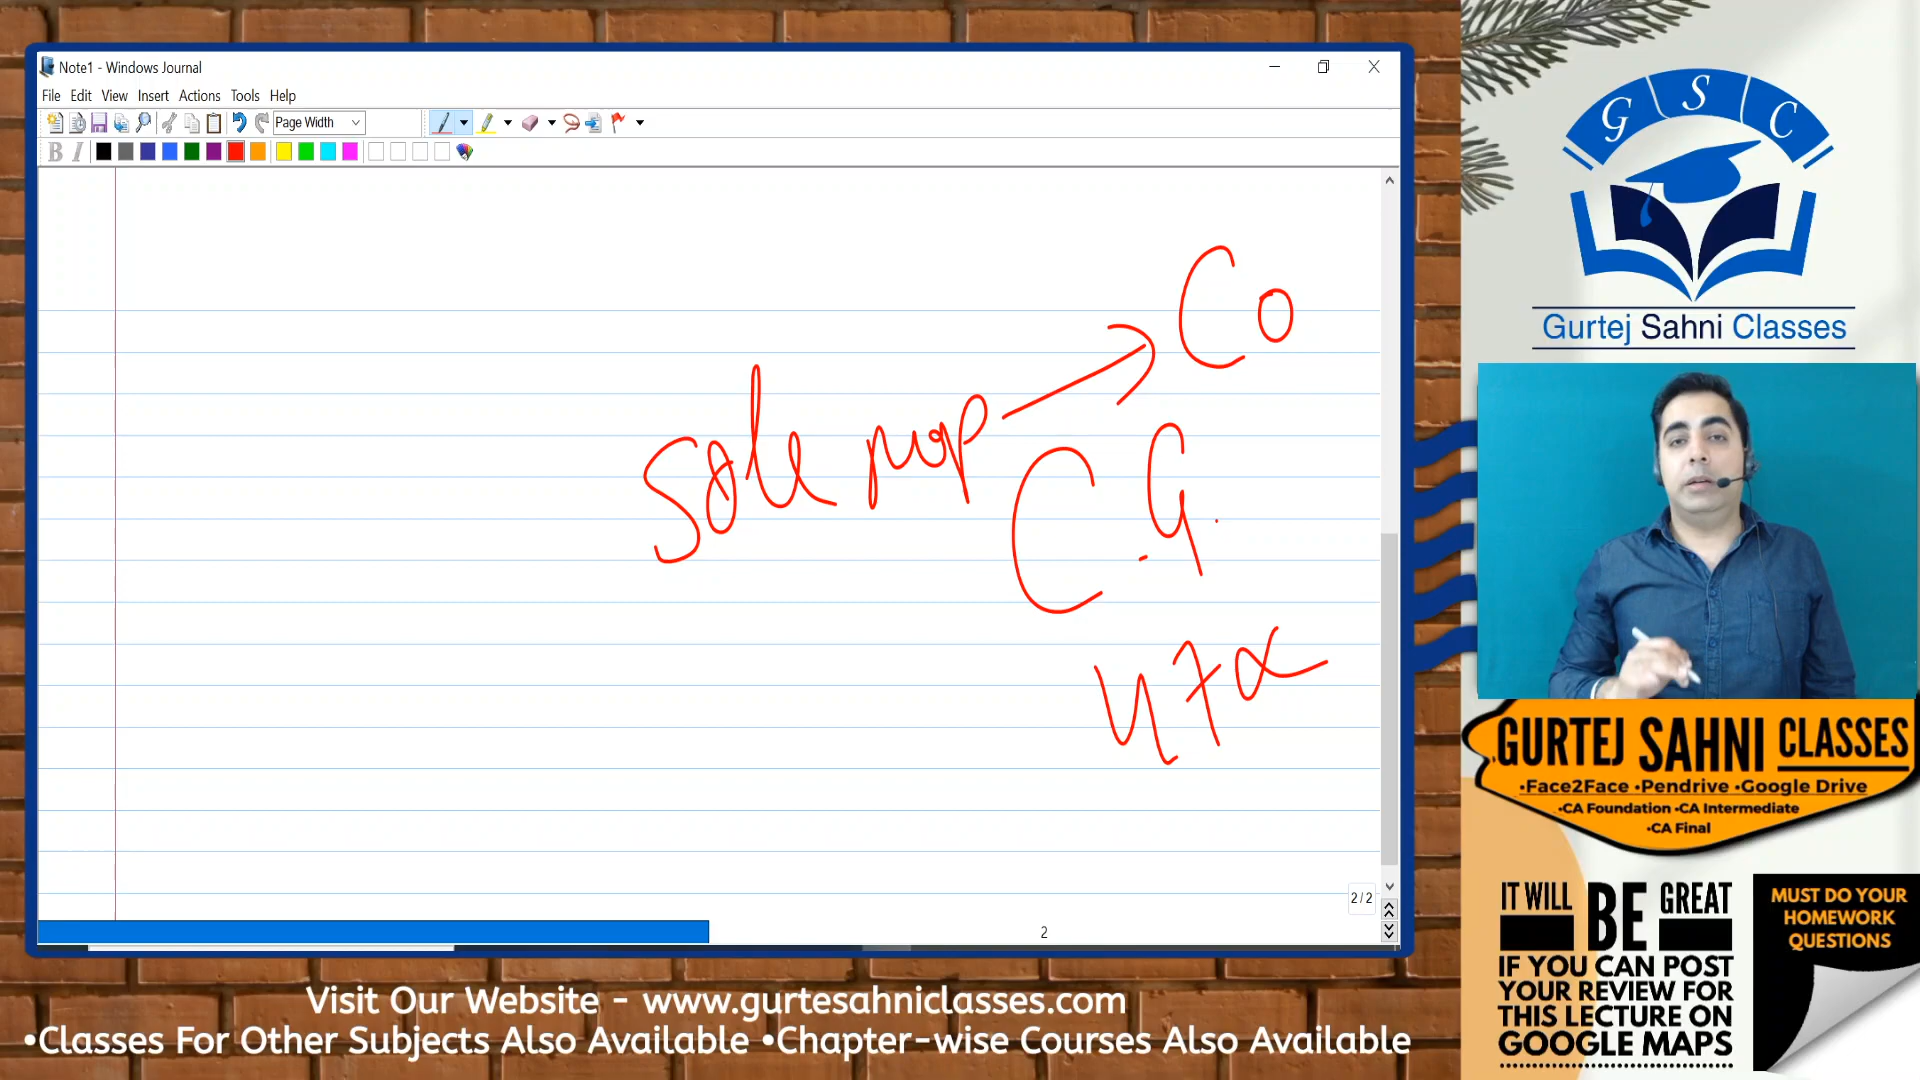 Note1 - Windows Journal
File Edit View Insert Actions Tools Help
Page Width
B I
Co
Sole prop
C.G.
47
2/2
2
G S C
Gurtej Sahni Classes
GURTEJ SAHNI CLASSES
•Face2Face •Pendrive •Google Drive
•CA Foundation •CA Intermediate
•CA Final
IT WILL BE GREAT
IF YOU CAN POST
YOUR REVIEW FOR
THIS LECTURE ON
GOOGLE MAPS
MUST DO YOUR
HOMEWORK
QUESTIONS
Visit Our Website - www.gurtesahniclasses.com
•Classes For Other Subjects Also Available •Chapter-wise Courses Also Available